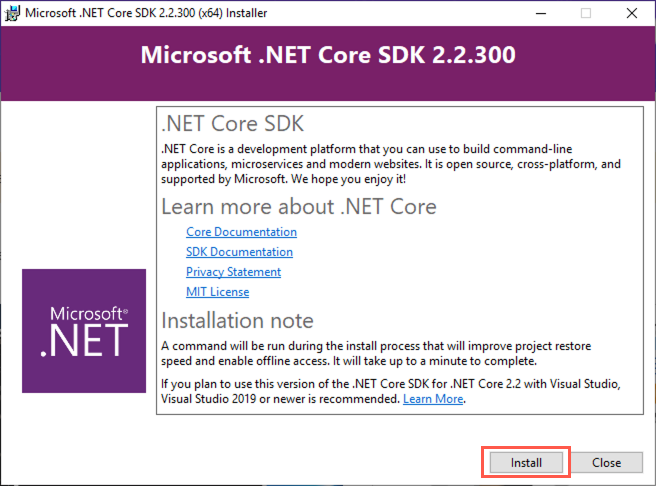 Microsoft .NET Core SDK 2.2.300 (x64) Installer
Microsoft .NET Core SDK 2.2.300
.NET Core SDK
.NET Core is a development platform that you can use to build command-line
applications, microservices and modern websites. It is open source, cross-platform, and
supported by Microsoft. We hope you enjoy it!
Learn more about .NET Core
Core Documentation
SDK Documentation
Privacy Statement
MIT License
Microsoft®
.NET
Installation note
A command will be run during the install process that will improve project restore
speed and enable offline access. It will take up to a minute to complete.
If you plan to use this version of the .NET Core SDK for .NET Core 2.2 with Visual Studio,
Visual Studio 2019 or newer is recommended. Learn More.
Install
Close